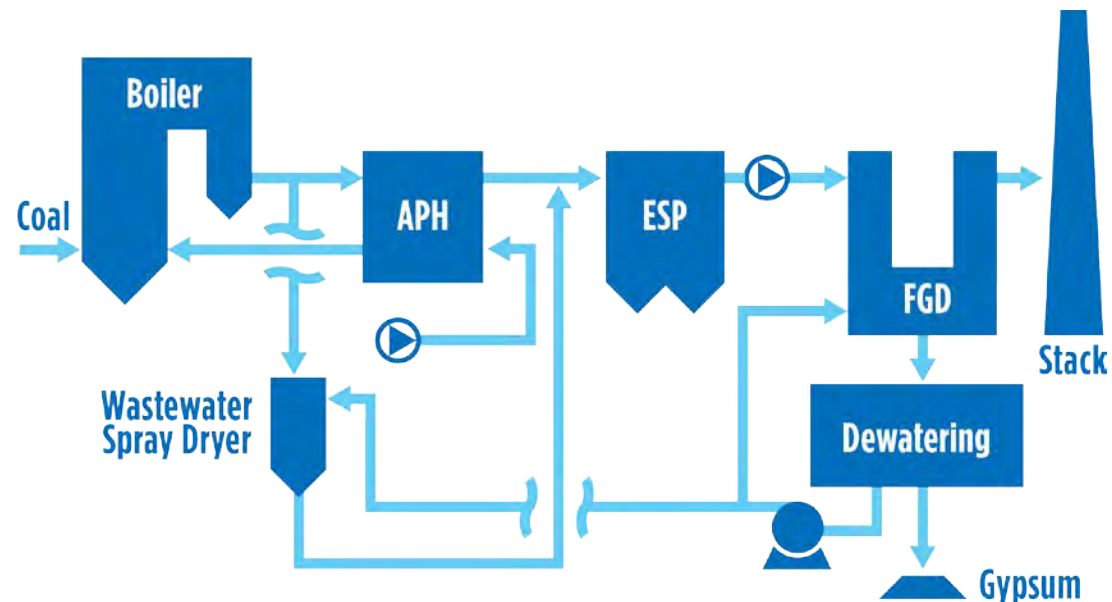 Boiler
Coal
APH
ESP
FGD
Stack
Wastewater
Spray Dryer
Dewatering
Gypsum